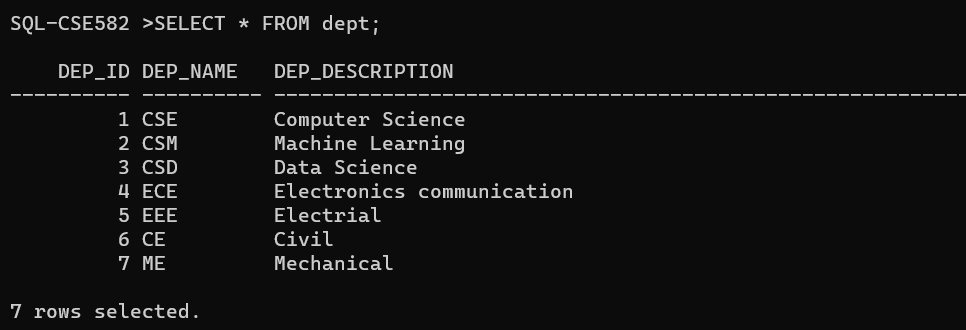 SQL-CSE582 >SELECT * FROM dept;
DEP_ID DEP_NAME DEP_DESCRIPTION
---------- ---------- ----------------------------------------------------------
1 CSE Computer Science
2 CSM Machine Learning
3 CSD Data Science
4 ECE Electronics communication
5 EEE Electrial
6 CE Civil
7 ME Mechanical
7 rows selected.